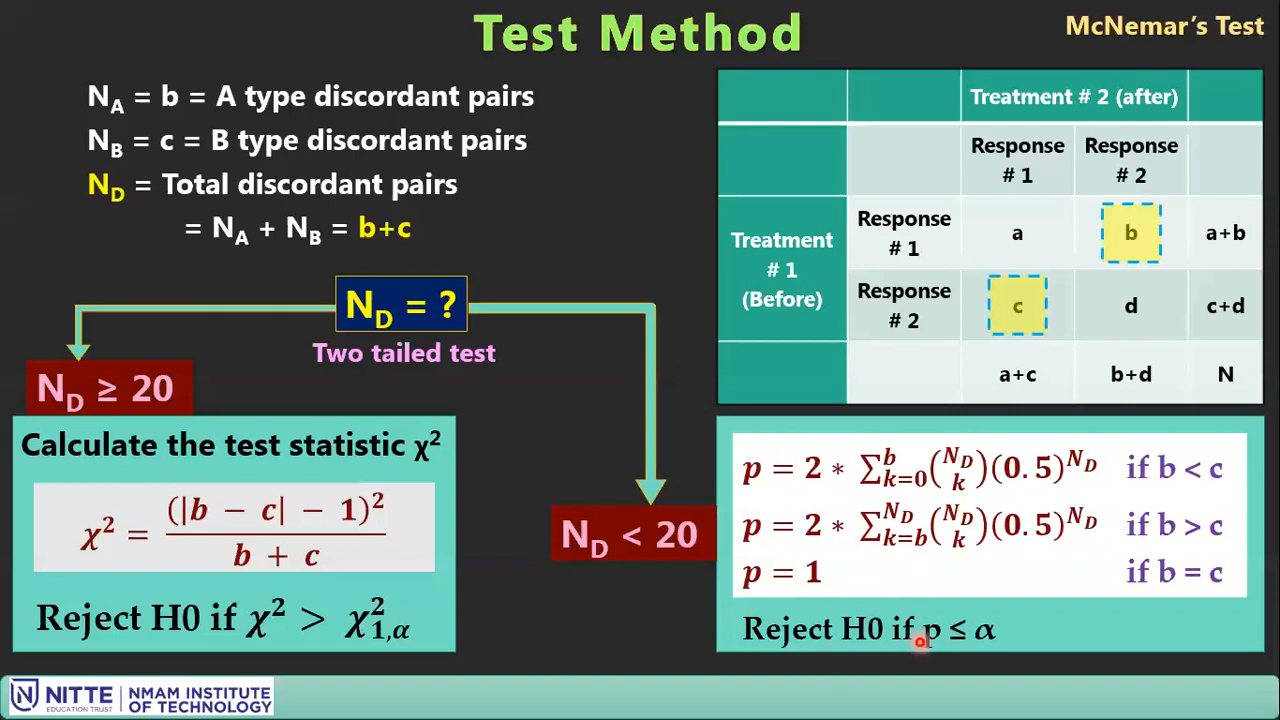 Test Method
McNemar's Test
N_A = b = A type discordant pairs
N_B = c = B type discordant pairs
N_D = Total discordant pairs
= N_A + N_B = b+c
N_D = ?
Two tailed test
N_D ≥ 20
Calculate the test statistic χ²
χ² = (|b − c| − 1)² / b + c
Reject H0 if χ² > χ²_{1,α}
N_D < 20
Treatment # 2 (after)
Response # 1
Response # 2
Treatment # 1 (Before)
Response # 1
a
b
a+b
Response # 2
c
d
c+d
a+c
b+d
N
p = 2 * ∑_{k=0}^{b} (N_D k) (0.5)^{N_D} if b < c
p = 2 * ∑_{k=b}^{N_D} (N_D k) (0.5)^{N_D} if b > c
p = 1 if b = c
Reject H0 if p ≤ α
NITTE
EDUCATION TRUST
NMAM INSTITUTE
OF TECHNOLOGY